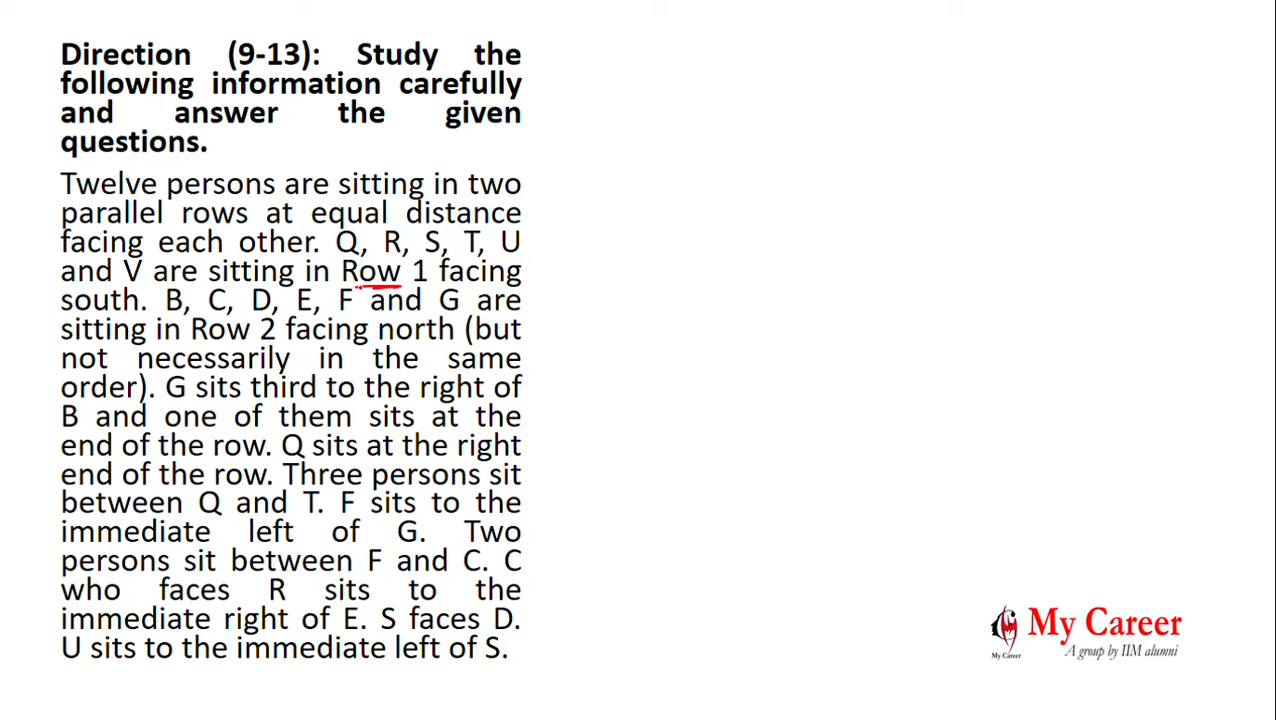 Direction (9-13): Study the
following information carefully
and answer the given
questions.
Twelve persons are sitting in two
parallel rows at equal distance
facing each other. Q, R, S, T, U
and V are sitting in Row 1 facing
south. B, C, D, E, F and G are
sitting in Row 2 facing north (but
not necessarily in the same
order). G sits third to the right of
B and one of them sits at the
end of the row. Q sits at the right
end of the row. Three persons sit
between Q and T. F sits to the
immediate left of G. Two
persons sit between F and C. C
who faces R sits to the
immediate right of E. S faces D.
U sits to the immediate left of S.
My Career
A group by IIM alumni
My Career